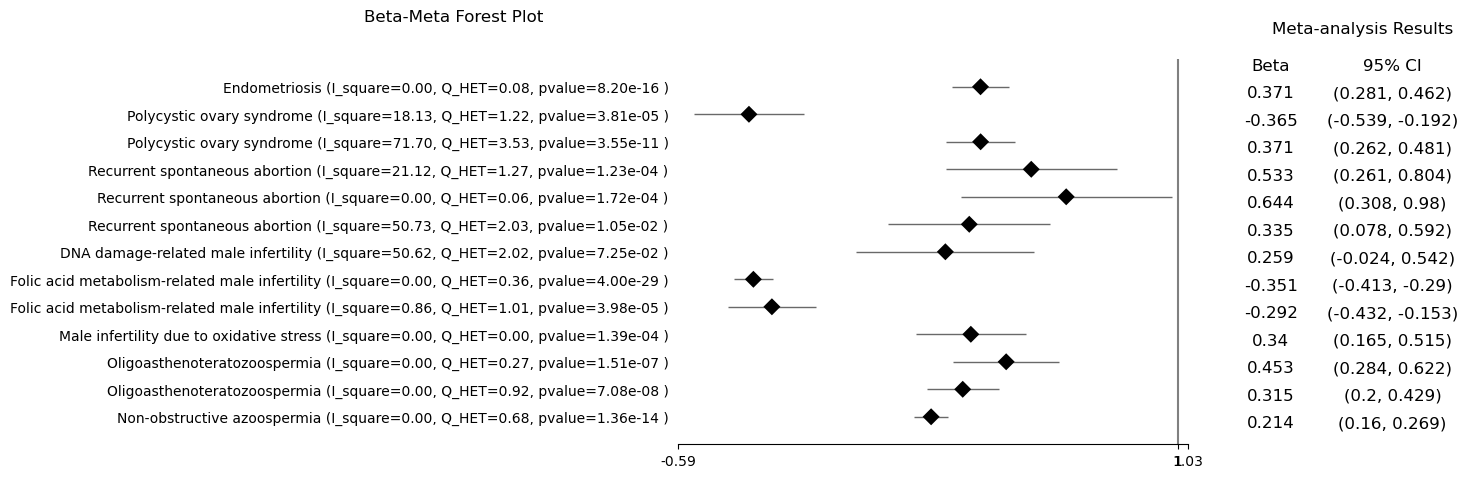 Beta-Meta Forest Plot
Meta-analysis Results
Beta 95% CI
Endometriosis (I_square=0.00, Q_HET=0.08, pvalue=8.20e-16 ) 0.371 (0.281, 0.462)
Polycystic ovary syndrome (I_square=18.13, Q_HET=1.22, pvalue=3.81e-05 ) -0.365 (-0.539, -0.192)
Polycystic ovary syndrome (I_square=71.70, Q_HET=3.53, pvalue=3.55e-11 ) 0.371 (0.262, 0.481)
Recurrent spontaneous abortion (I_square=21.12, Q_HET=1.27, pvalue=1.23e-04 ) 0.533 (0.261, 0.804)
Recurrent spontaneous abortion (I_square=0.00, Q_HET=0.06, pvalue=1.72e-04 ) 0.644 (0.308, 0.98)
Recurrent spontaneous abortion (I_square=50.73, Q_HET=2.03, pvalue=1.05e-02 ) 0.335 (0.078, 0.592)
DNA damage-related male infertility (I_square=50.62, Q_HET=2.02, pvalue=7.25e-02 ) 0.259 (-0.024, 0.542)
Folic acid metabolism-related male infertility (I_square=0.00, Q_HET=0.36, pvalue=4.00e-29 ) -0.351 (-0.413, -0.29)
Folic acid metabolism-related male infertility (I_square=0.86, Q_HET=1.01, pvalue=3.98e-05 ) -0.292 (-0.432, -0.153)
Male infertility due to oxidative stress (I_square=0.00, Q_HET=0.00, pvalue=1.39e-04 ) 0.34 (0.165, 0.515)
Oligoasthenoteratozoospermia (I_square=0.00, Q_HET=0.27, pvalue=1.51e-07 ) 0.453 (0.284, 0.622)
Oligoasthenoteratozoospermia (I_square=0.00, Q_HET=0.92, pvalue=7.08e-08 ) 0.315 (0.2, 0.429)
Non-obstructive azoospermia (I_square=0.00, Q_HET=0.68, pvalue=1.36e-14 ) 0.214 (0.16, 0.269)
-0.59 1 1.03